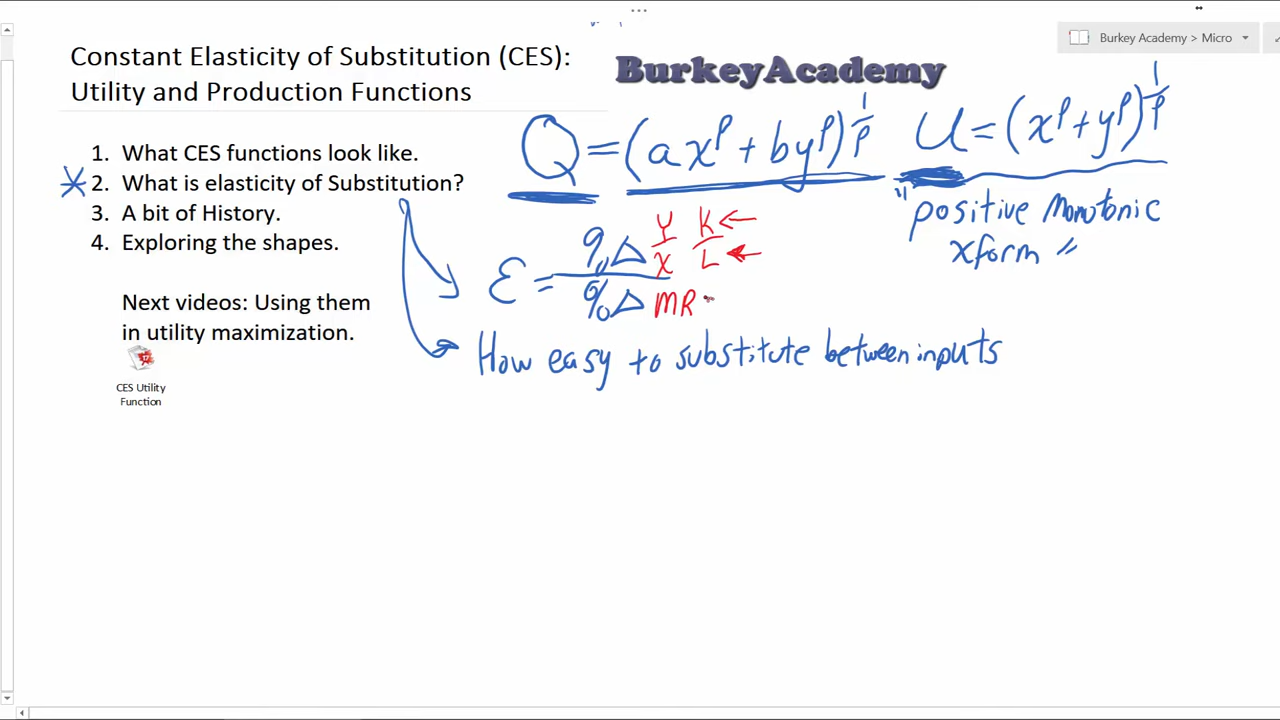 Constant Elasticity of Substitution (CES):
Utility and Production Functions
BurkeyAcademy
Burkey Academy > Micro
1. What CES functions look like.
2. What is elasticity of Substitution?
3. A bit of History.
4. Exploring the shapes.
Next videos: Using them
in utility maximization.
CES Utility
Function
Q = (ax^ρ + by^ρ)^1/ρ
U = (x^ρ + y^ρ)^1/ρ
"positive Monotonic
xform"
ε = %Δ Y/X K/L
%Δ MR
How easy to substitute between inputs